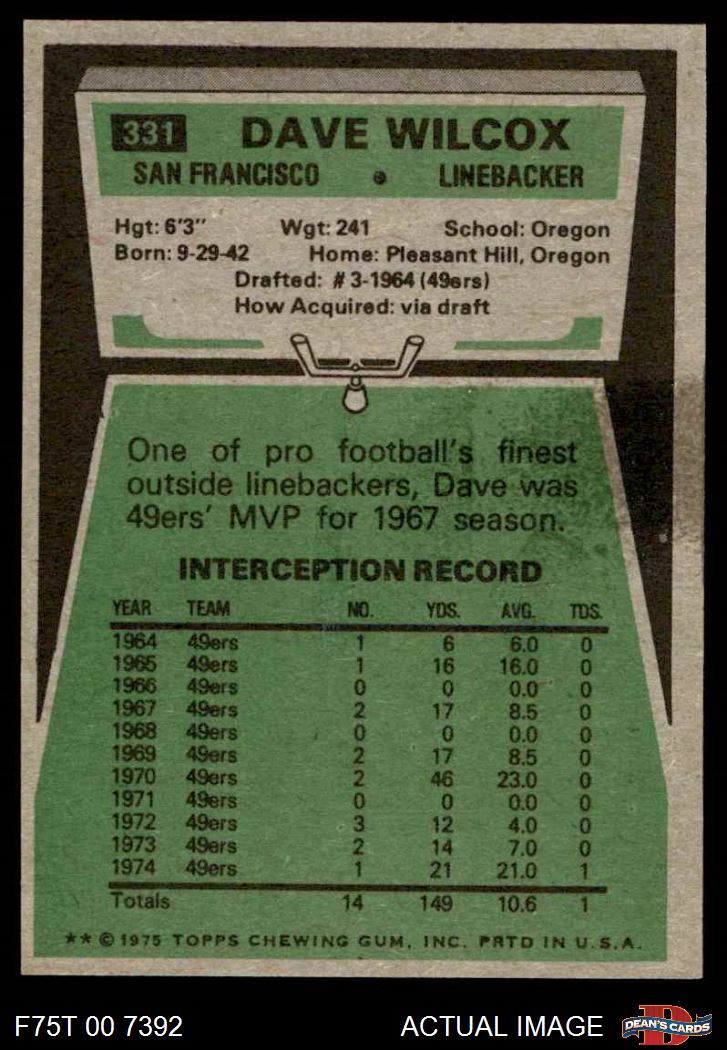 331 DAVE WILCOX
SAN FRANCISCO • LINEBACKER
Hgt: 6'3" Wgt: 241 School: Oregon
Born: 9-29-42 Home: Pleasant Hill, Oregon
Drafted: #3-1964 (49ers)
How Acquired: via draft
One of pro football's finest
outside linebackers, Dave was
49ers' MVP for 1967 season.
INTERCEPTION RECORD
YEAR TEAM NO. YDS. AVG. TDS.
1964 49ers 1 6 6.0 0
1965 49ers 1 16 16.0 0
1966 49ers 0 0 0.0 0
1967 49ers 2 17 8.5 0
1968 49ers 0 0 0.0 0
1969 49ers 2 17 8.5 0
1970 49ers 2 46 23.0 0
1971 49ers 0 0 0.0 0
1972 49ers 3 12 4.0 0
1973 49ers 2 14 7.0 0
1974 49ers 1 21 21.0 1
Totals 14 149 10.6 1
** © 1975 TOPPS CHEWING GUM, INC. PRTD IN U.S.A.
F75T 00 7392 ACTUAL IMAGE D DEAN'S CARDS